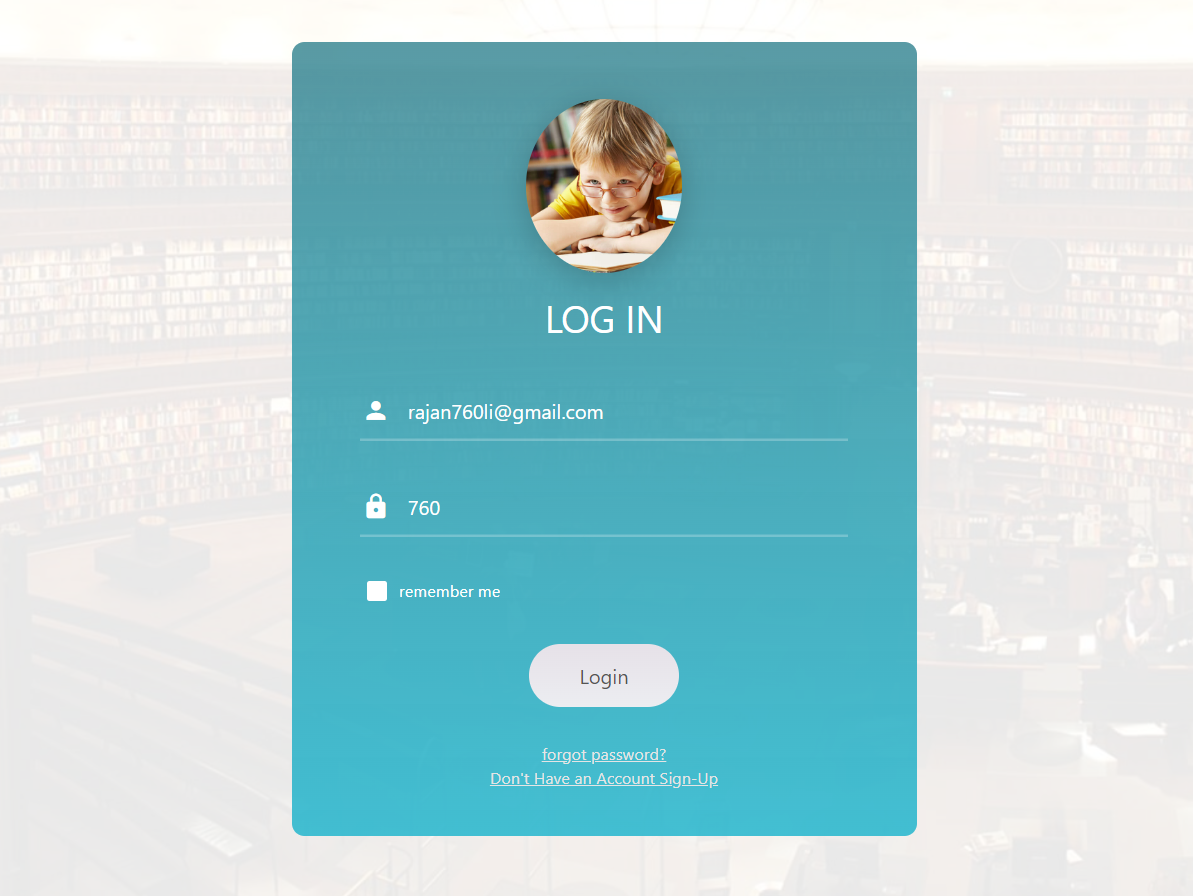 LOG IN
rajan760li@gmail.com
760
remember me
Login
forgot password?
Don't Have an Account Sign-Up